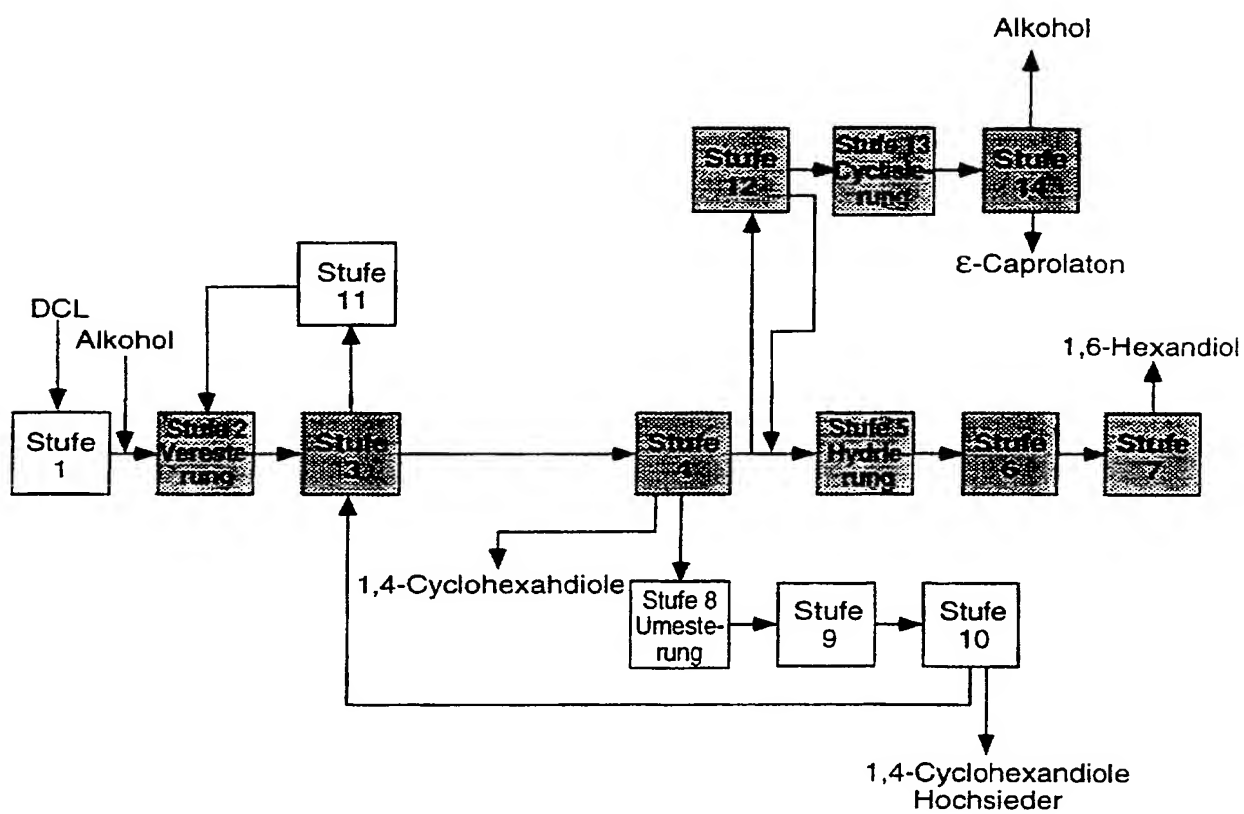 Alkohol
Stufe
12
Stufe 13
Cyclisie-
rung
Stufe
14
ε-Caprolaton
Stufe
11
DCL
Alkohol
1,6-Hexandiol
Stufe
1
Stufe 2
Vereste-
rung
Stufe
3
Stufe
4
Stufe 5
Hydrie-
rung
Stufe
6
Stufe
7
1,4-Cyclohexahdiole
Stufe 8
Umeste-
rung
Stufe
9
Stufe
10
1,4-Cyclohexandiole
Hochsieder